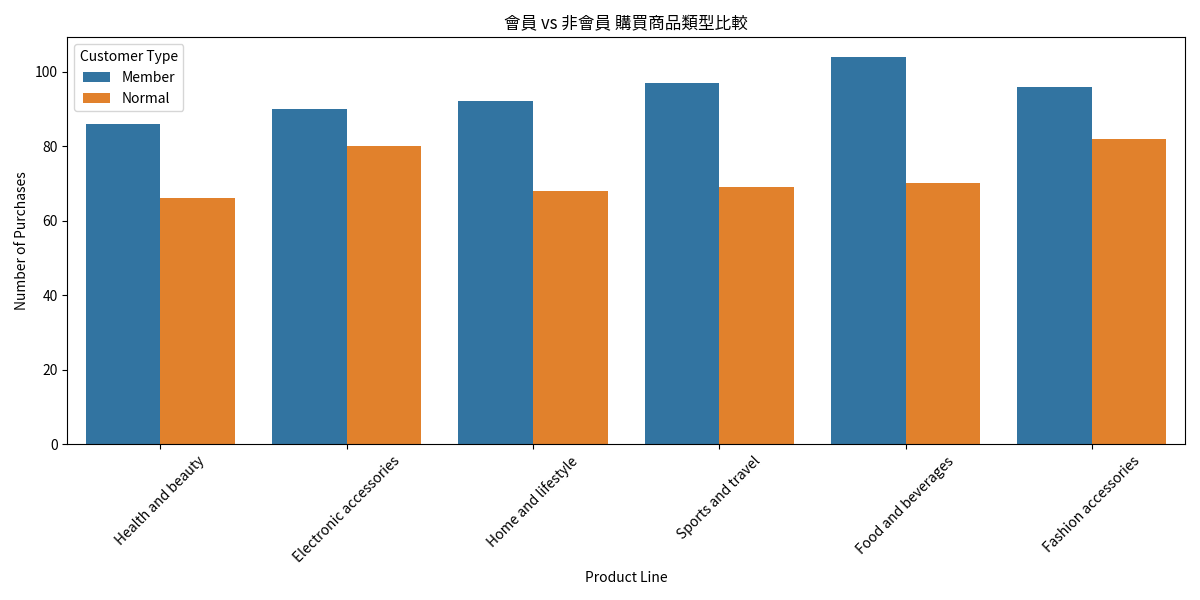 會員 vs 非會員 購買商品類型比較
Customer Type
Member
Normal
Number of Purchases
100
80
60
40
20
0
Health and beauty
Electronic accessories
Home and lifestyle
Sports and travel
Food and beverages
Fashion accessories
Product Line